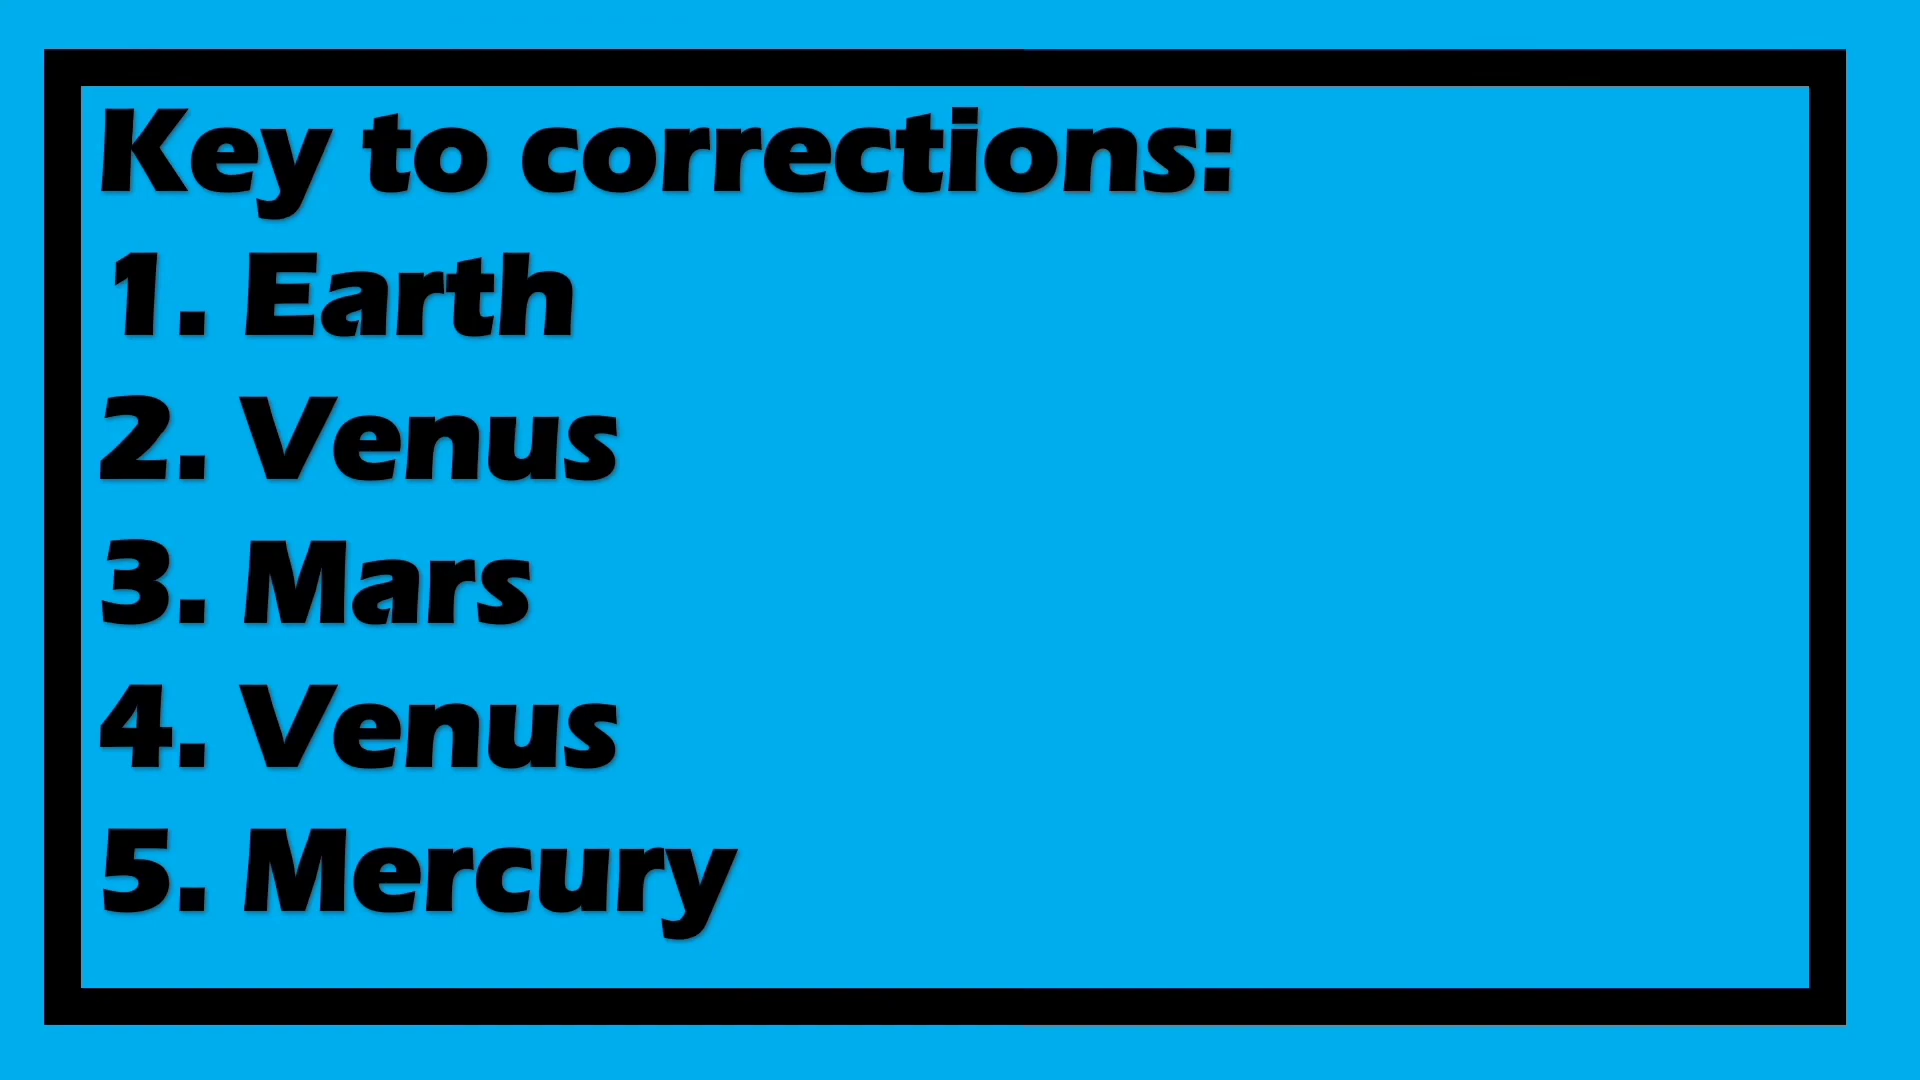 Key to corrections:
1. Earth
2. Venus
3. Mars
4. Venus
5. Mercury